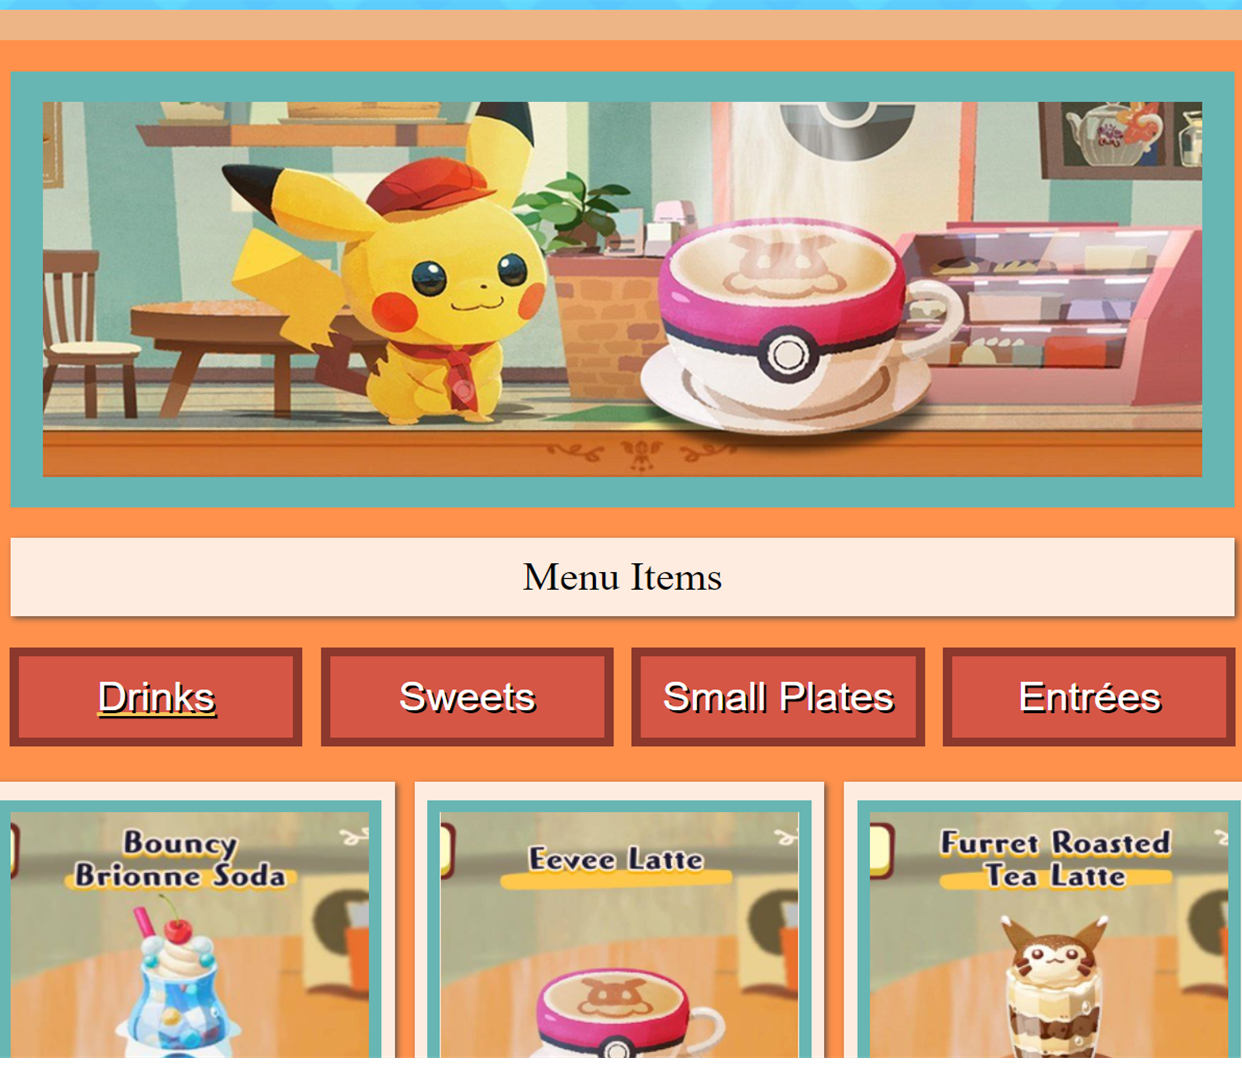 Menu Items
Drinks
Sweets
Small Plates
Entrées
Bouncy
Brionne Soda
Eevee Latte
Furret Roasted
Tea Latte